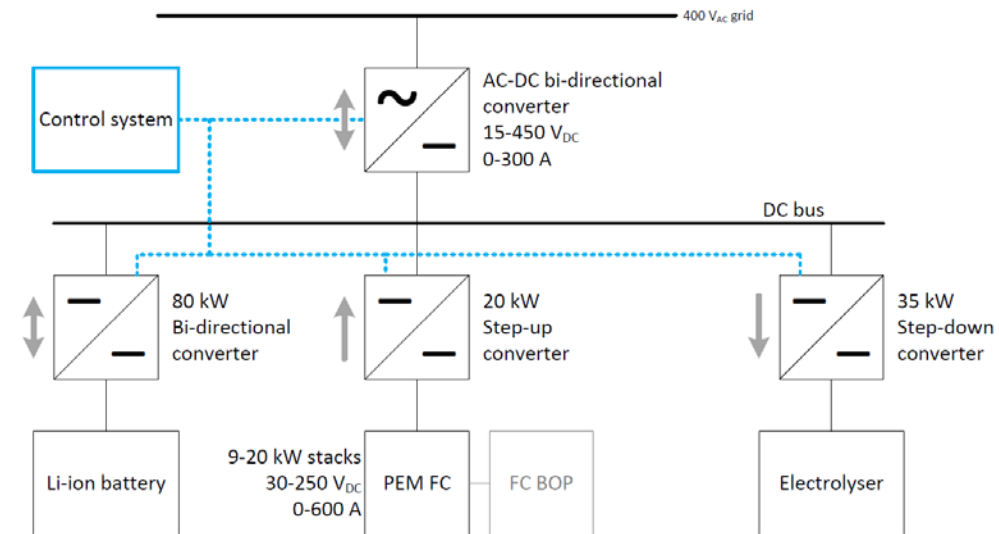 400 VAC grid
Control system
AC-DC bi-directional
converter
15-450 VDC
0-300 A
DC bus
80 kW
Bi-directional
converter
20 kW
Step-up
converter
35 kW
Step-down
converter
Li-ion battery
9-20 kW stacks
30-250 VDC
0-600 A
PEM FC
FC BOP
Electrolyser